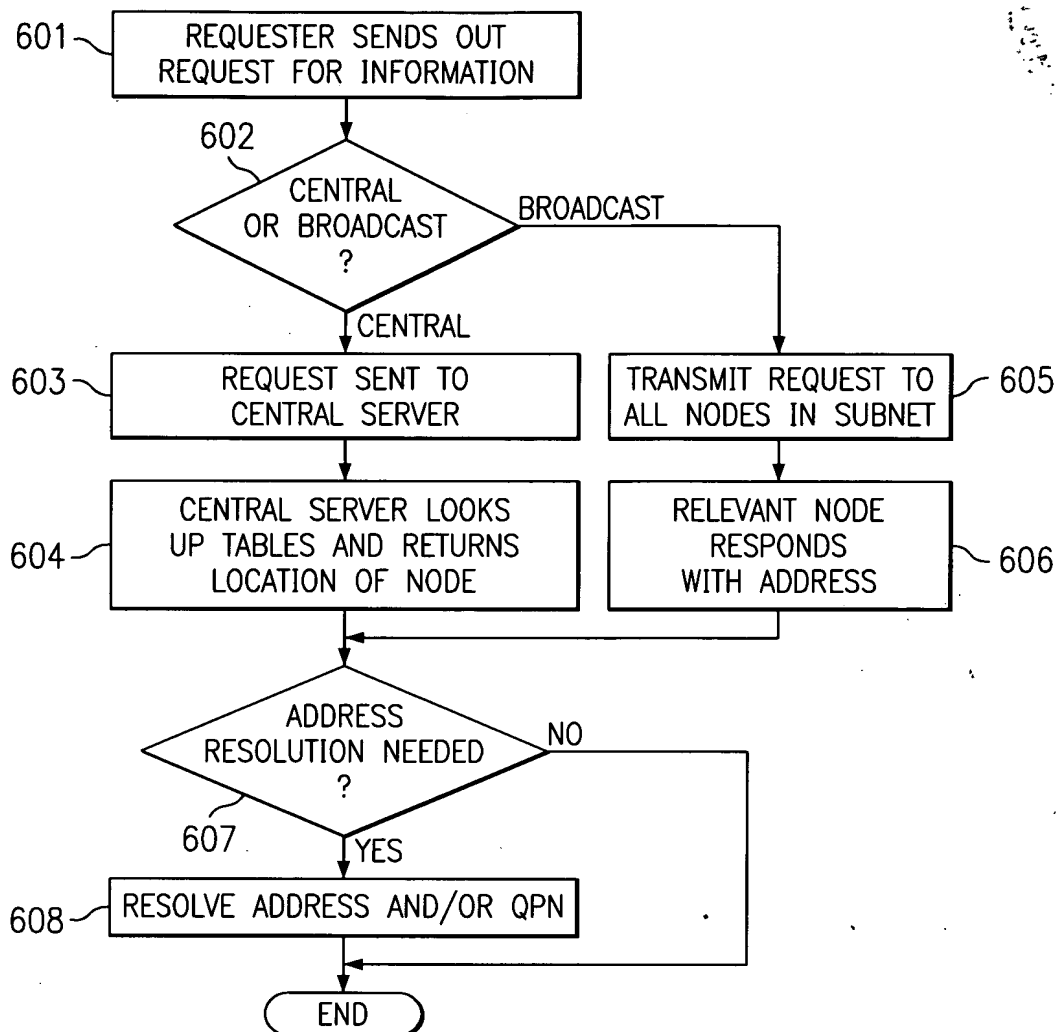 601
REQUESTER SENDS OUT
REQUEST FOR INFORMATION
602
CENTRAL
OR BROADCAST
?
BROADCAST
CENTRAL
603
REQUEST SENT TO
CENTRAL SERVER
TRANSMIT REQUEST TO
ALL NODES IN SUBNET
605
604
CENTRAL SERVER LOOKS
UP TABLES AND RETURNS
LOCATION OF NODE
RELEVANT NODE
RESPONDS
WITH ADDRESS
606
ADDRESS
RESOLUTION NEEDED
?
NO
607
YES
608
RESOLVE ADDRESS AND/OR QPN
END